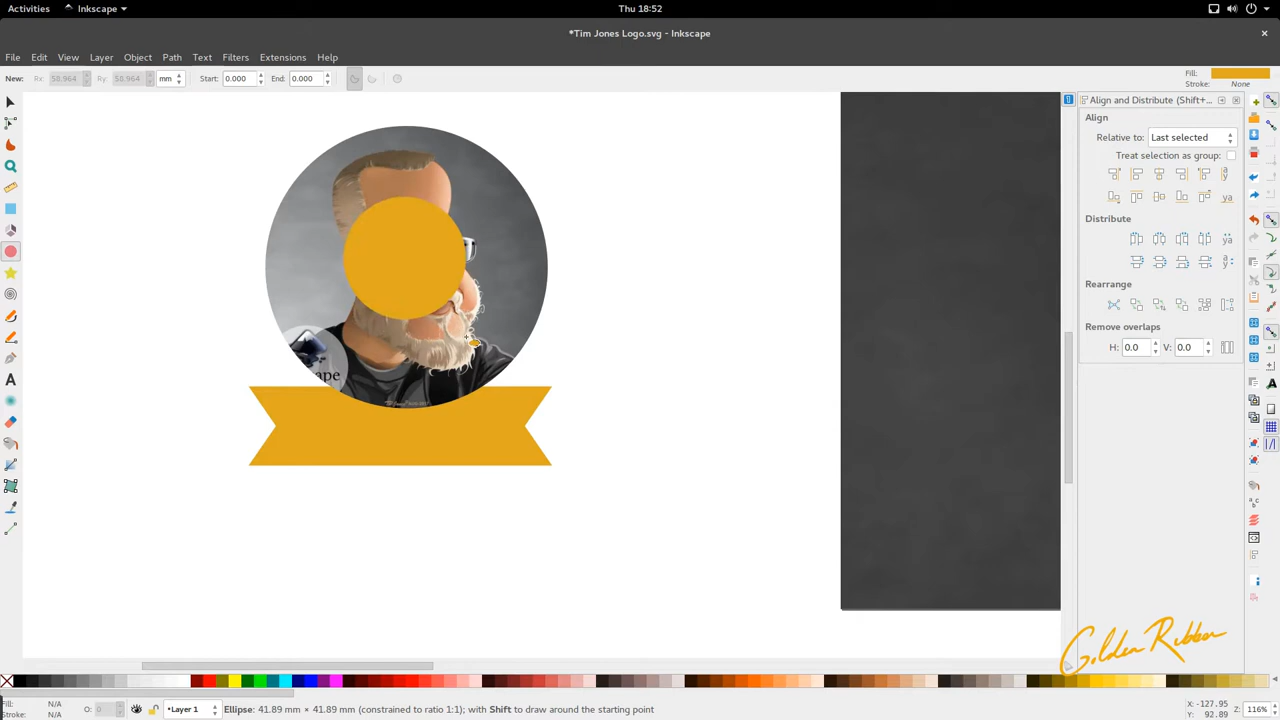 Activities
Inkscape
Thu 18:52
*Tim Jones Logo.svg - Inkscape
File Edit View Layer Object Path Text Filters Extensions Help
New: Rx: 58.964 Ry: 58.964 mm Start: 0.000 End: 0.000
Fill:
Stroke: None
Align and Distribute (Shift+...
Align
Relative to: Last selected
Treat selection as group:
Distribute
Rearrange
Remove overlaps
H: 0.0 V: 0.0
Golden Ribbon
Fill: N/A
Stroke: N/A
O: 0
•Layer 1
Ellipse: 41.89 mm × 41.89 mm (constrained to ratio 1:1); with Shift to draw around the starting point
X: -127.95
Y: 92.89
Z: 116%